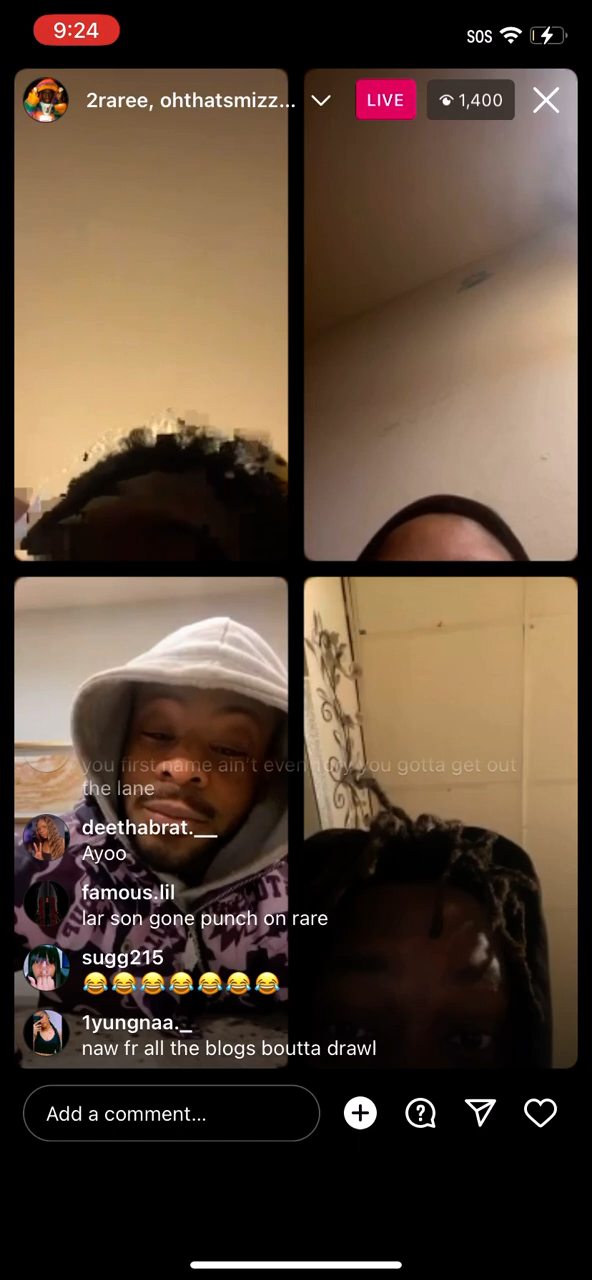 9:24
SOS
2raree, ohthatsmizz...
LIVE
1,400
you first name ain't even you gotta get out
the lane
deethabrat.__
Ayoo
famous.lil
lar son gone punch on rare
sugg215
😂😂😂😂😂😂😂
1yungnaa._
naw fr all the blogs boutta drawl
Add a comment...